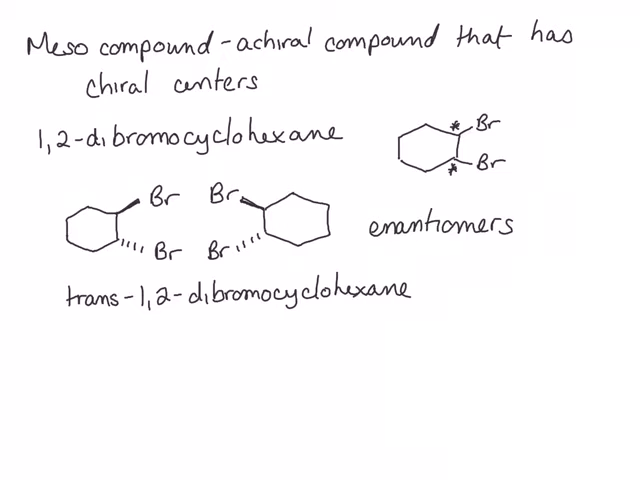 Meso compound - achiral compound that has
chiral centers
1,2-dibromocyclohexane
* Br
* Br
Br Br
Br Br
enantiomers
trans-1,2-dibromocyclohexane